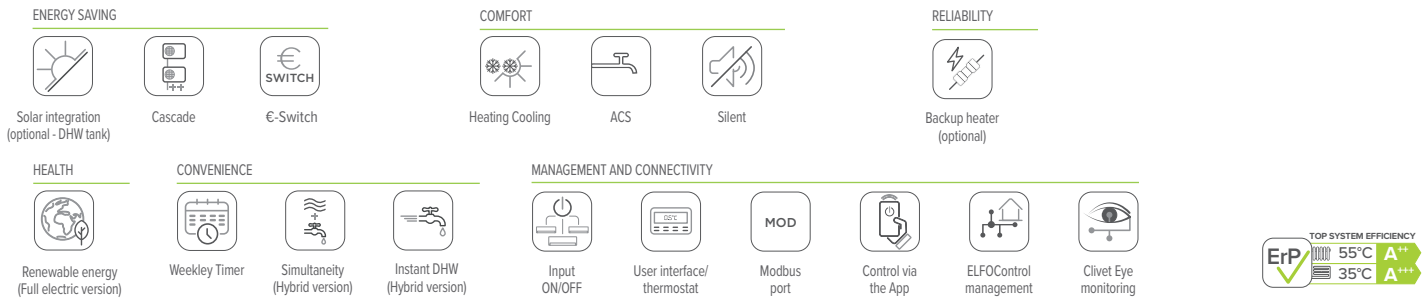 ENERGY SAVING
COMFORT
RELIABILITY
€
SWITCH
Solar integration
(optional - DHW tank)
Cascade
€-Switch
Heating Cooling
ACS
Silent
Backup heater
(optional)
HEALTH
CONVENIENCE
MANAGEMENT AND CONNECTIVITY
MOD
Renewable energy
(Full electric version)
Weekley Timer
Simultaneity
(Hybrid version)
Instant DHW
(Hybrid version)
Input
ON/OFF
User interface/
thermostat
Modbus
port
Control via
the App
ELFOControl
management
Clivet Eye
monitoring
TOP SYSTEM EFFICIENCY
ErP
55°C A++
35°C A+++